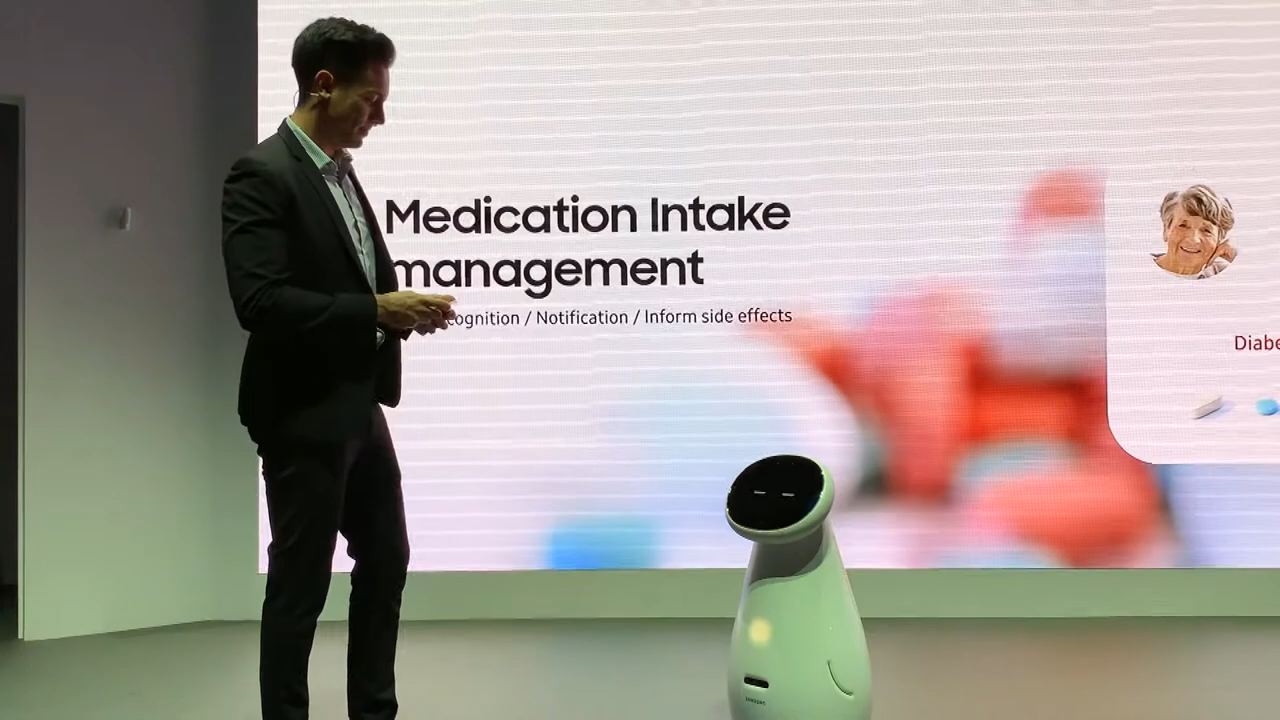 Medication Intake
management
ognition / Notification / Inform side effects
Diabe